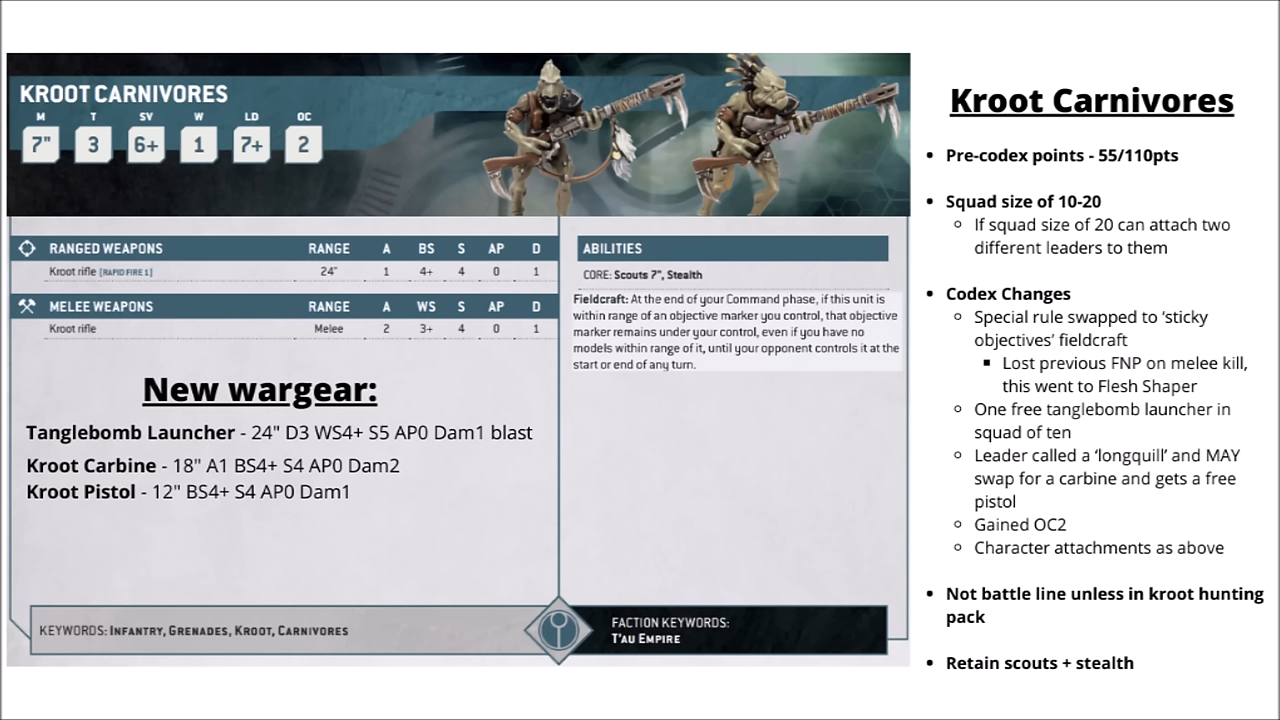 KROOT CARNIVORES
M T SV W LD OC
7" 3 6+ 1 7+ 2
RANGED WEAPONS RANGE A BS S AP D
Kroot rifle [RAPID FIRE 1] 24" 1 4+ 4 0 1
MELEE WEAPONS RANGE A WS S AP D
Kroot rifle Melee 2 3+ 4 0 1
New wargear:
Tanglebomb Launcher - 24" D3 WS4+ S5 AP0 Dam1 blast
Kroot Carbine - 18" A1 BS4+ S4 AP0 Dam2
Kroot Pistol - 12" BS4+ S4 AP0 Dam1
ABILITIES
CORE: Scouts 7", Stealth
Fieldcraft: At the end of your Command phase, if this unit is
within range of an objective marker you control, that objective
marker remains under your control, even if you have no
models within range of it, until your opponent controls it at the
start or end of any turn.
KEYWORDS: INFANTRY, GRENADES, KROOT, CARNIVORES
FACTION KEYWORDS:
T'AU EMPIRE
Kroot Carnivores
• Pre-codex points - 55/110pts
• Squad size of 10-20
◦ If squad size of 20 can attach two
different leaders to them
• Codex Changes
◦ Special rule swapped to 'sticky
objectives' fieldcraft
▪ Lost previous FNP on melee kill,
this went to Flesh Shaper
◦ One free tanglebomb launcher in
squad of ten
◦ Leader called a 'longquill' and MAY
swap for a carbine and gets a free
pistol
◦ Gained OC2
◦ Character attachments as above
• Not battle line unless in kroot hunting
pack
• Retain scouts + stealth